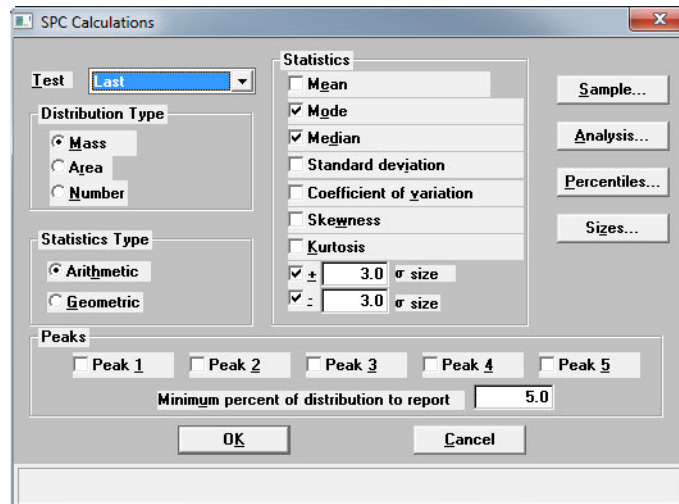 SPC Calculations
Test Last
Distribution Type
Mass
Area
Number
Statistics Type
Arithmetic
Geometric
Statistics
Mean
Mode
Median
Standard deviation
Coefficient of variation
Skewness
Kurtosis
+ 3.0 σ size
- 3.0 σ size
Sample...
Analysis...
Percentiles...
Sizes...
Peaks
Peak 1 Peak 2 Peak 3 Peak 4 Peak 5
Minimum percent of distribution to report 5.0
OK Cancel